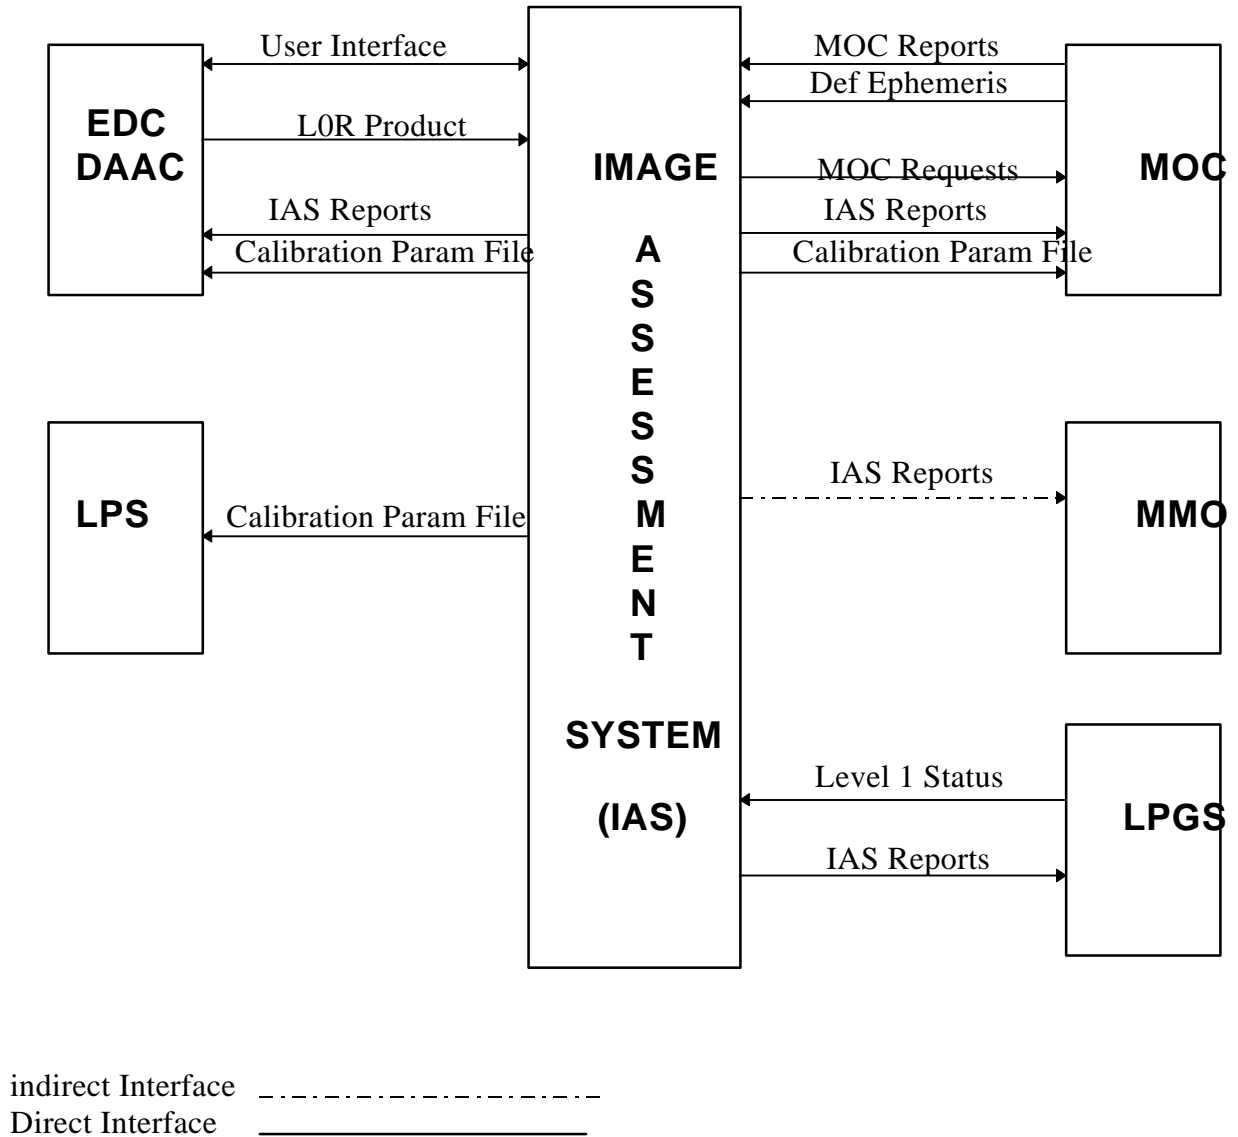 User Interface
MOC Reports
Def Ephemeris
EDC
DAAC
L0R Product
IMAGE
MOC Requests
MOC
IAS Reports
IAS Reports
Calibration Param File
Calibration Param File
A
S
S
E
S
S
M
E
N
T
IAS Reports
LPS
Calibration Param File
MMO
SYSTEM
(IAS)
Level 1 Status
LPGS
IAS Reports
indirect Interface
Direct Interface